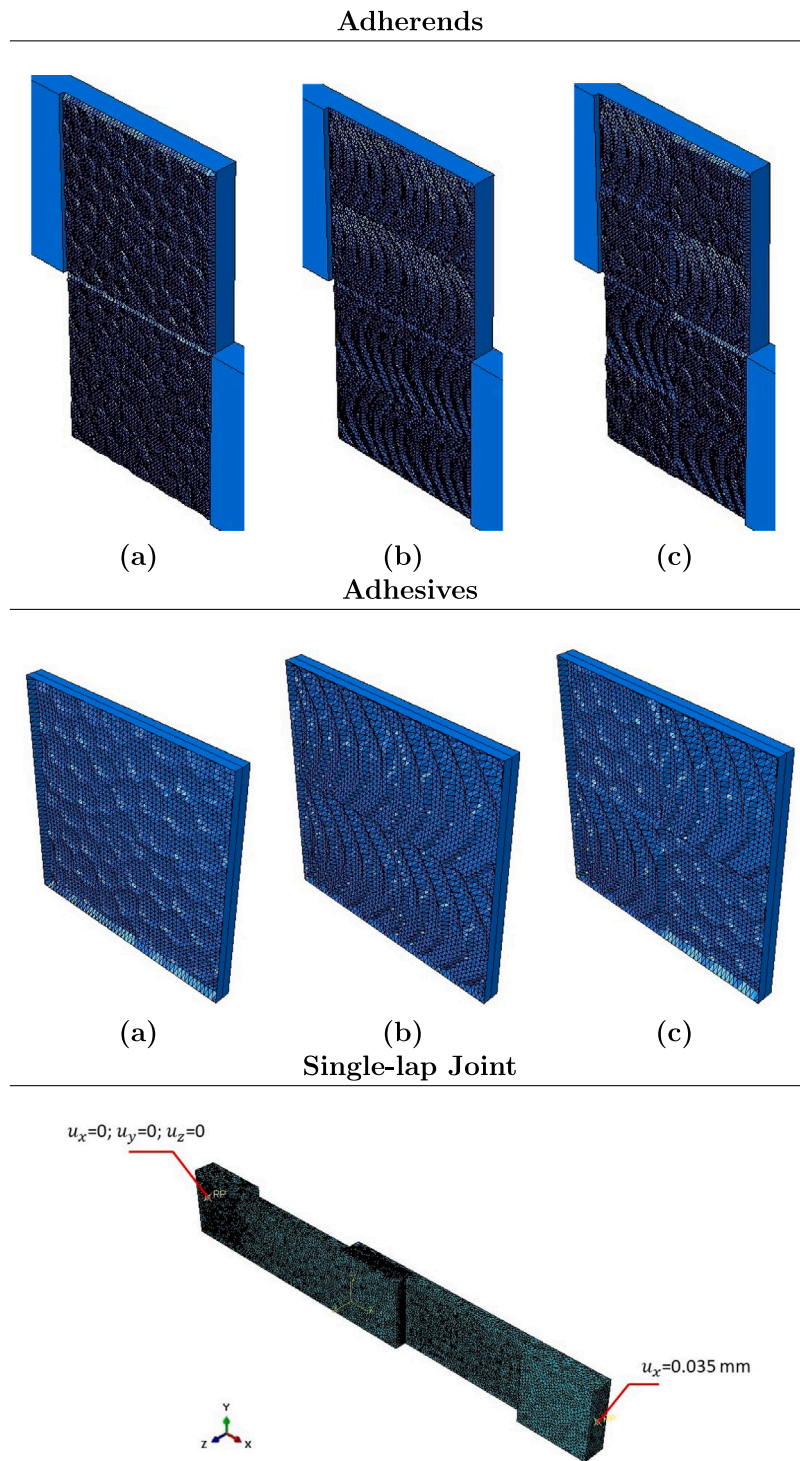 Adherends
(a) (b) (c)
Adhesives
(a) (b) (c)
Single-lap Joint
u_x=0; u_y=0; u_z=0
RP
u_x=0.035 mm
Y
Z X